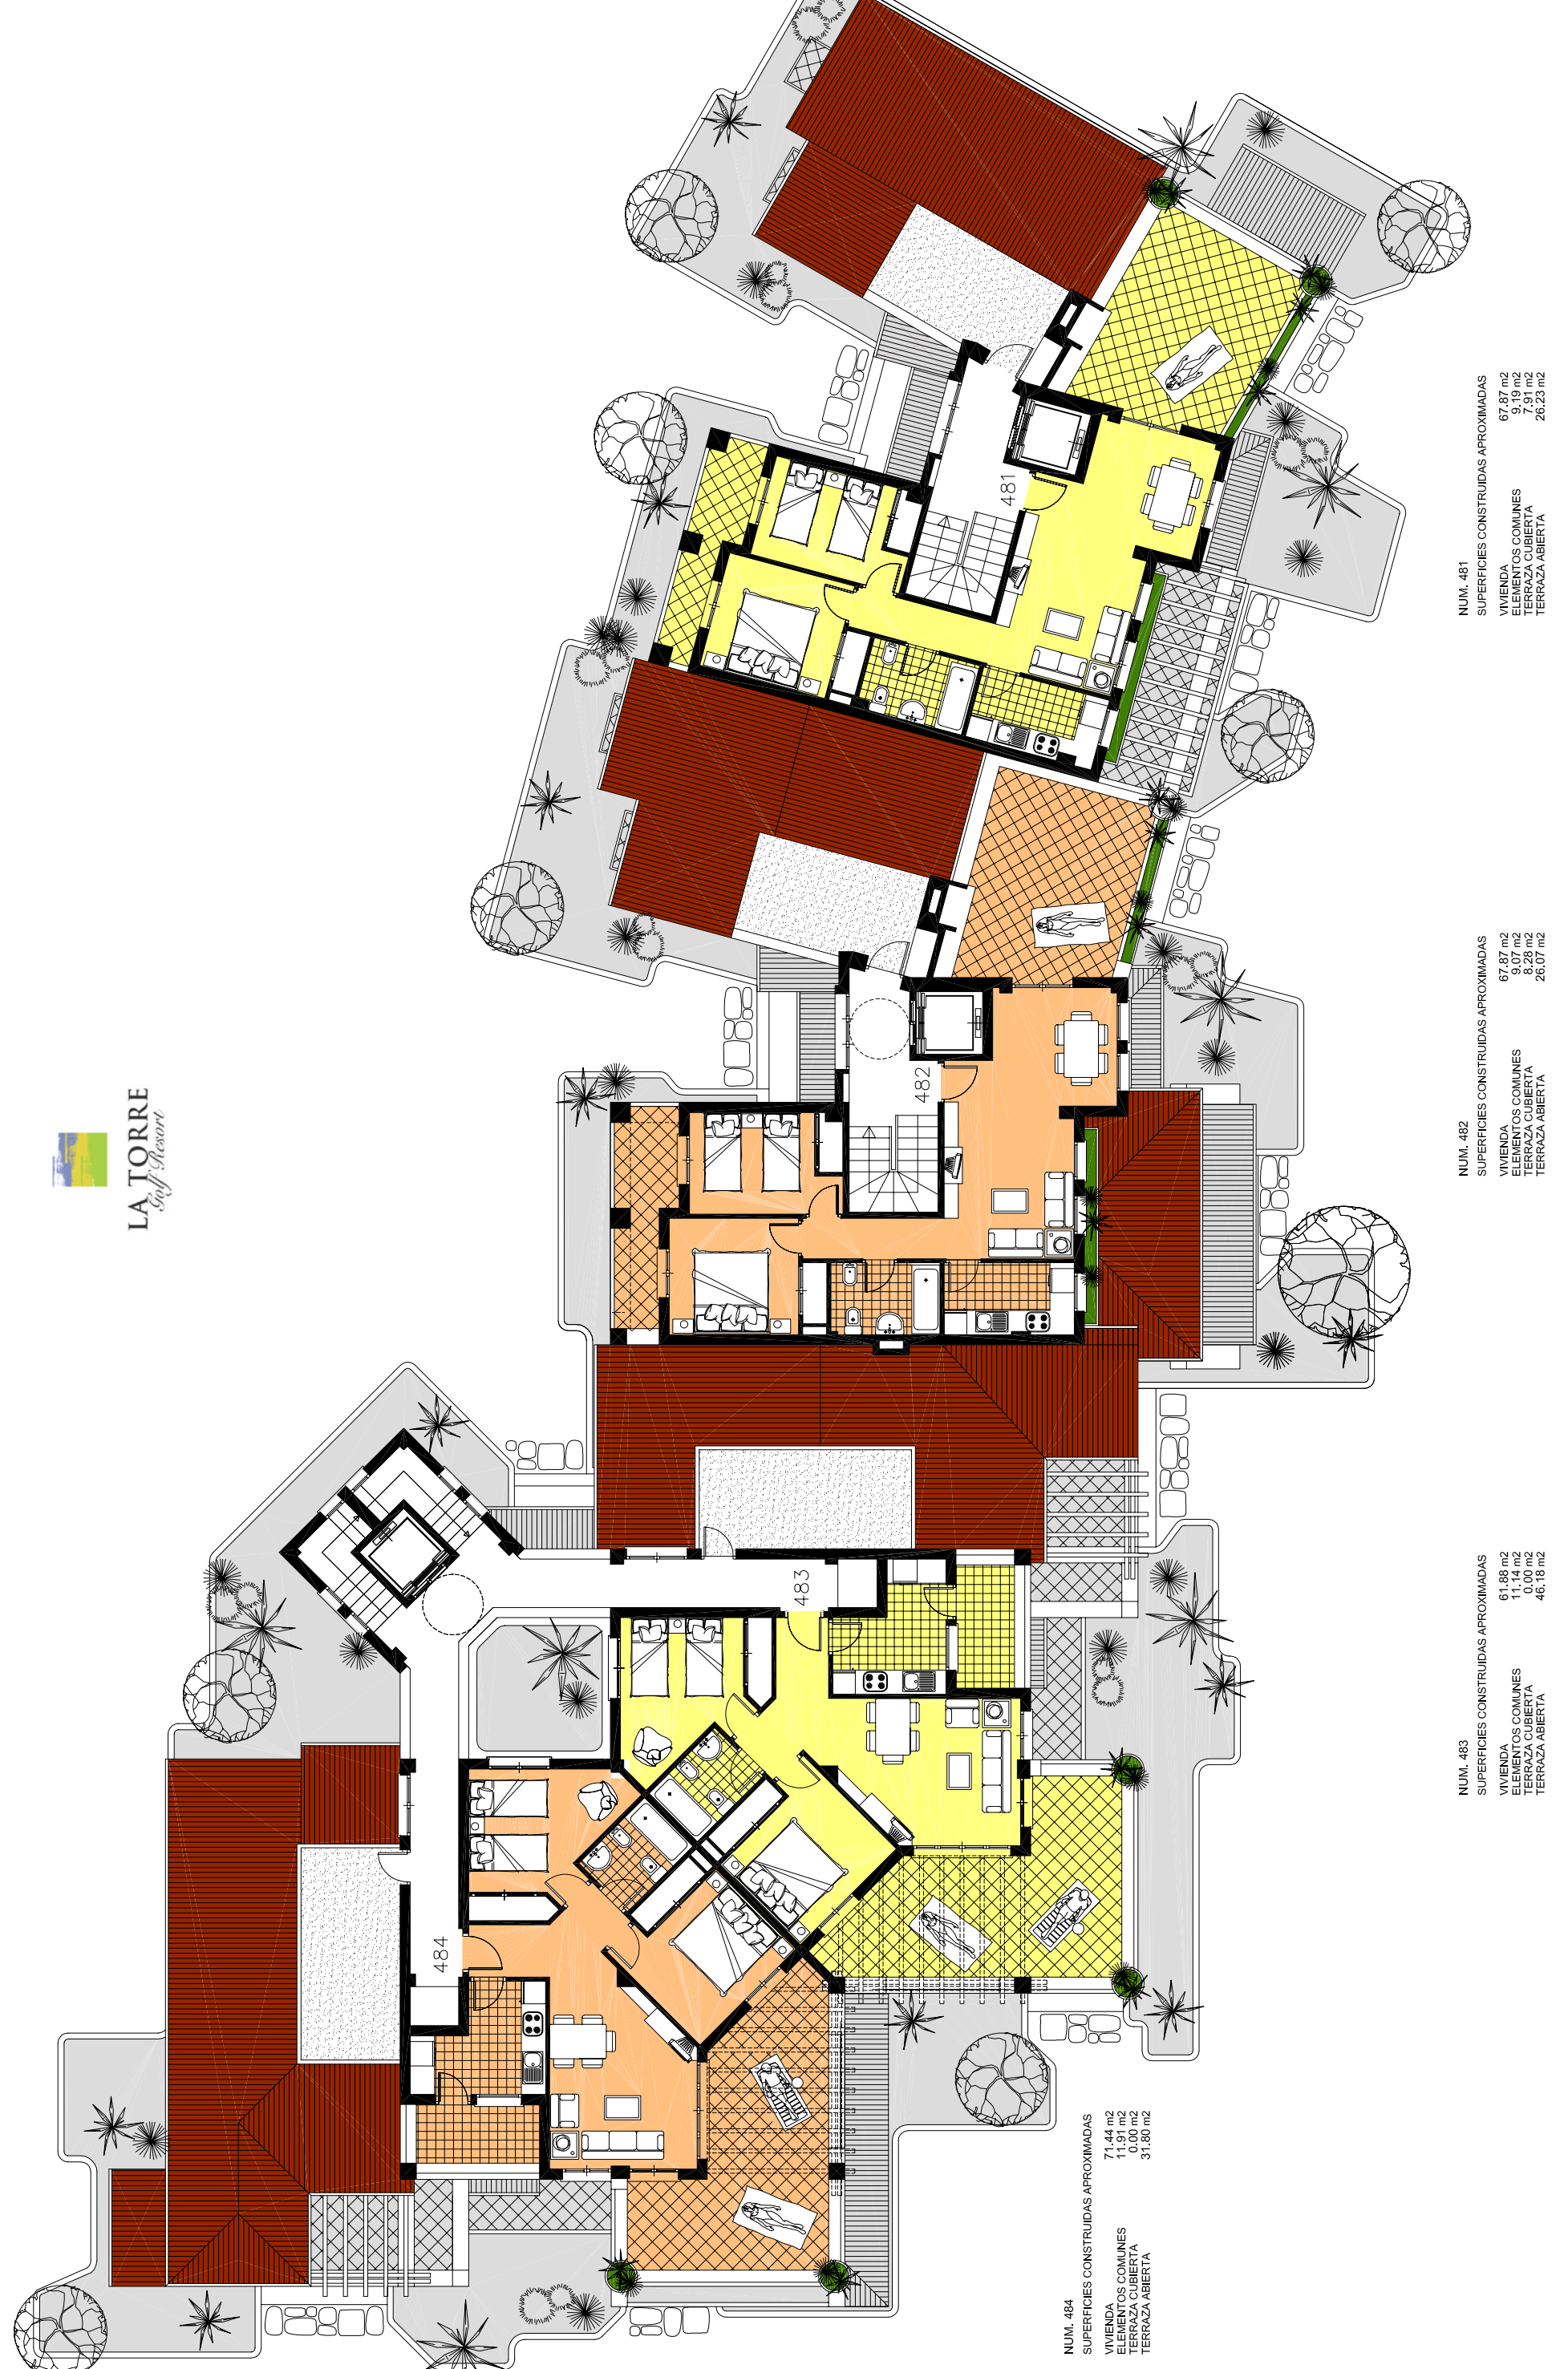 LA TORRE
Golf Resort
481
482
483
484
NUM. 484
SUPERFICIES CONSTRUIDAS APROXIMADAS
VIVIENDA 71.44 m2
ELEMENTOS COMUNES 11.91 m2
TERRAZA CUBIERTA 0.00 m2
TERRAZA ABIERTA 31.80 m2
NUM. 483
SUPERFICIES CONSTRUIDAS APROXIMADAS
VIVIENDA 61.88 m2
ELEMENTOS COMUNES 11.14 m2
TERRAZA CUBIERTA 0.00 m2
TERRAZA ABIERTA 46.18 m2
NUM. 482
SUPERFICIES CONSTRUIDAS APROXIMADAS
VIVIENDA 67.87 m2
ELEMENTOS COMUNES 9.07 m2
TERRAZA CUBIERTA 8.28 m2
TERRAZA ABIERTA 26.07 m2
NUM. 481
SUPERFICIES CONSTRUIDAS APROXIMADAS
VIVIENDA 67.87 m2
ELEMENTOS COMUNES 9.19 m2
TERRAZA CUBIERTA 7.91 m2
TERRAZA ABIERTA 26.23 m2